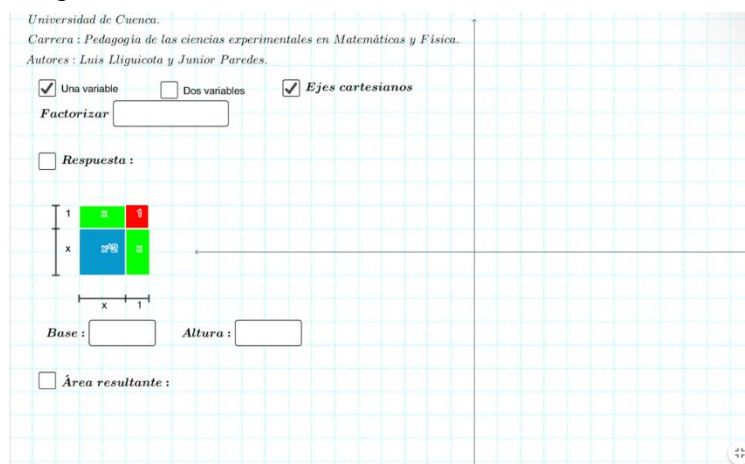 Universidad de Cuenca.
Carrera : Pedagogía de las ciencias experimentales en Matemáticas y Física.
Autores : Luis Lliguicota y Junior Paredes.
Una variable Dos variables Ejes cartesianos
Factorizar
Respuesta :
1 x 1
x x^2 x
x 1
Base : Altura :
Área resultante :